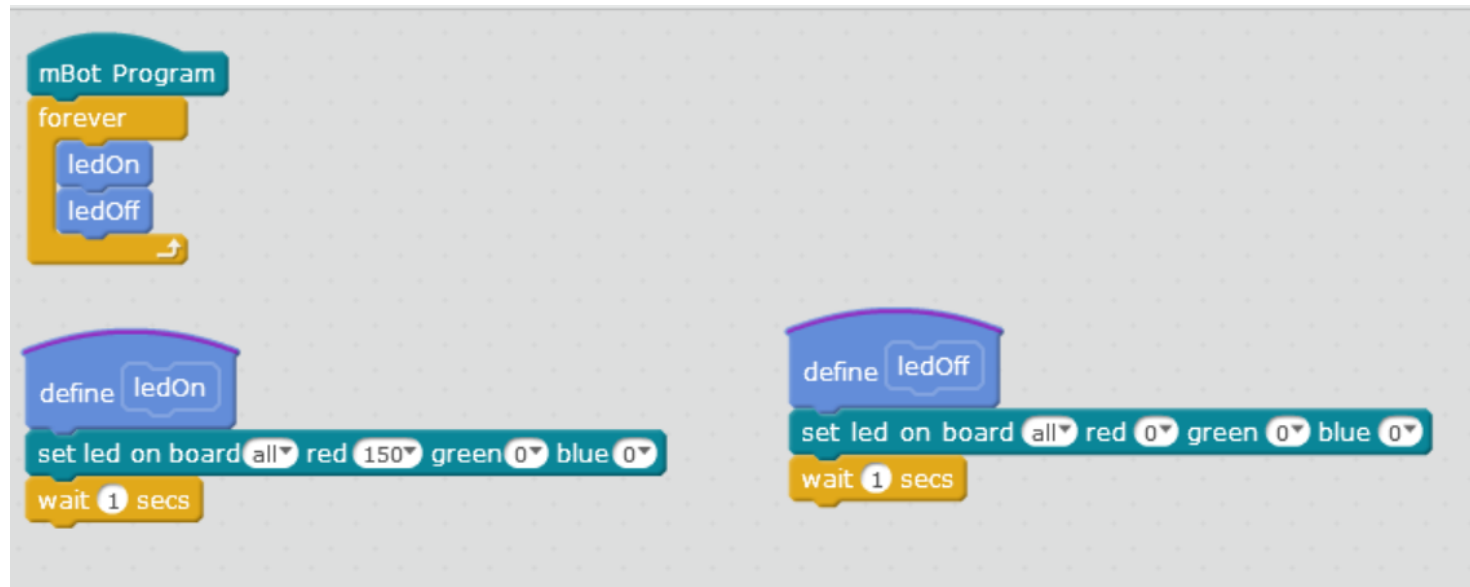 mBot Program
forever
ledOn
ledOff
define ledOn
set led on board all red 150 green 0 blue 0
wait 1 secs
define ledOff
set led on board all red 0 green 0 blue 0
wait 1 secs